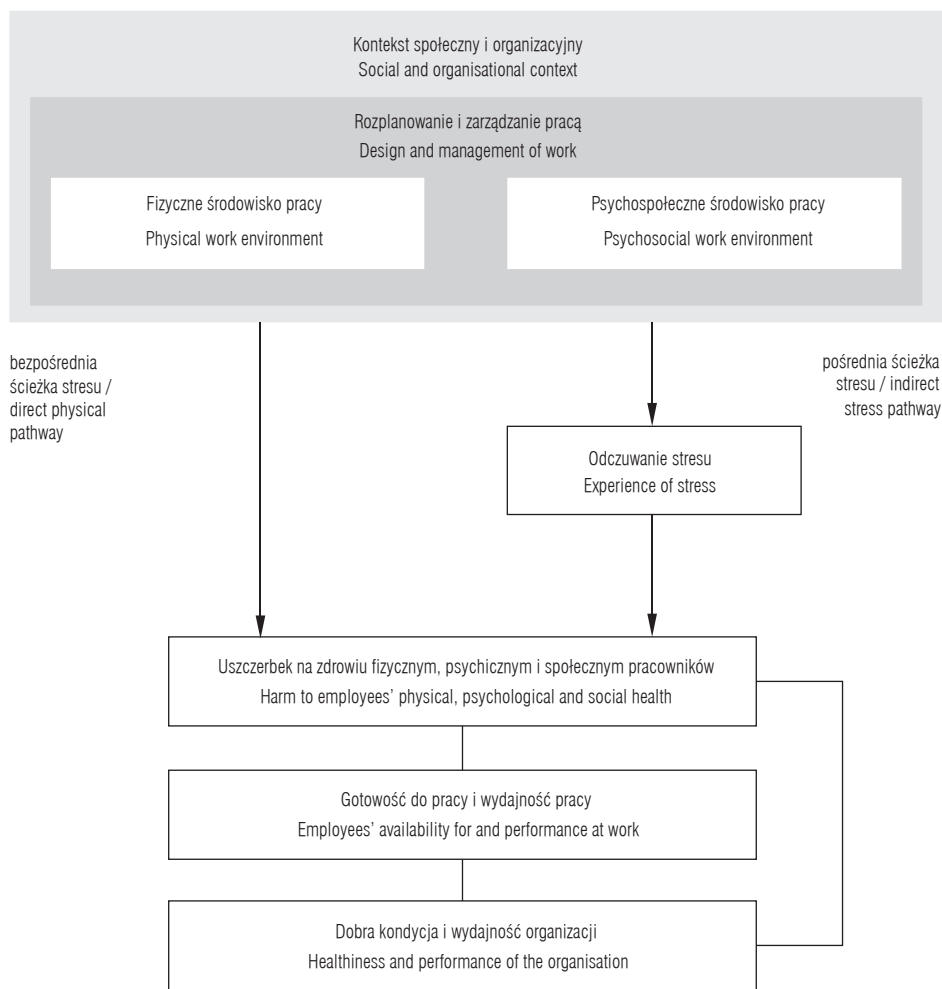 Kontekst społeczny i organizacyjny
Social and organisational context
Rozplanowanie i zarządzanie pracą
Design and management of work
Fizyczne środowisko pracy
Physical work environment
Psychospołeczne środowisko pracy
Psychosocial work environment
bezpośrednia
ścieżka stresu /
direct physical
pathway
pośrednia ścieżka
stresu / indirect
stress pathway
Odczuwanie stresu
Experience of stress
Uszczerbek na zdrowiu fizycznym, psychicznym i społecznym pracowników
Harm to employees' physical, psychological and social health
Gotowość do pracy i wydajność pracy
Employees' availability for and performance at work
Dobra kondycja i wydajność organizacji
Healthiness and performance of the organisation